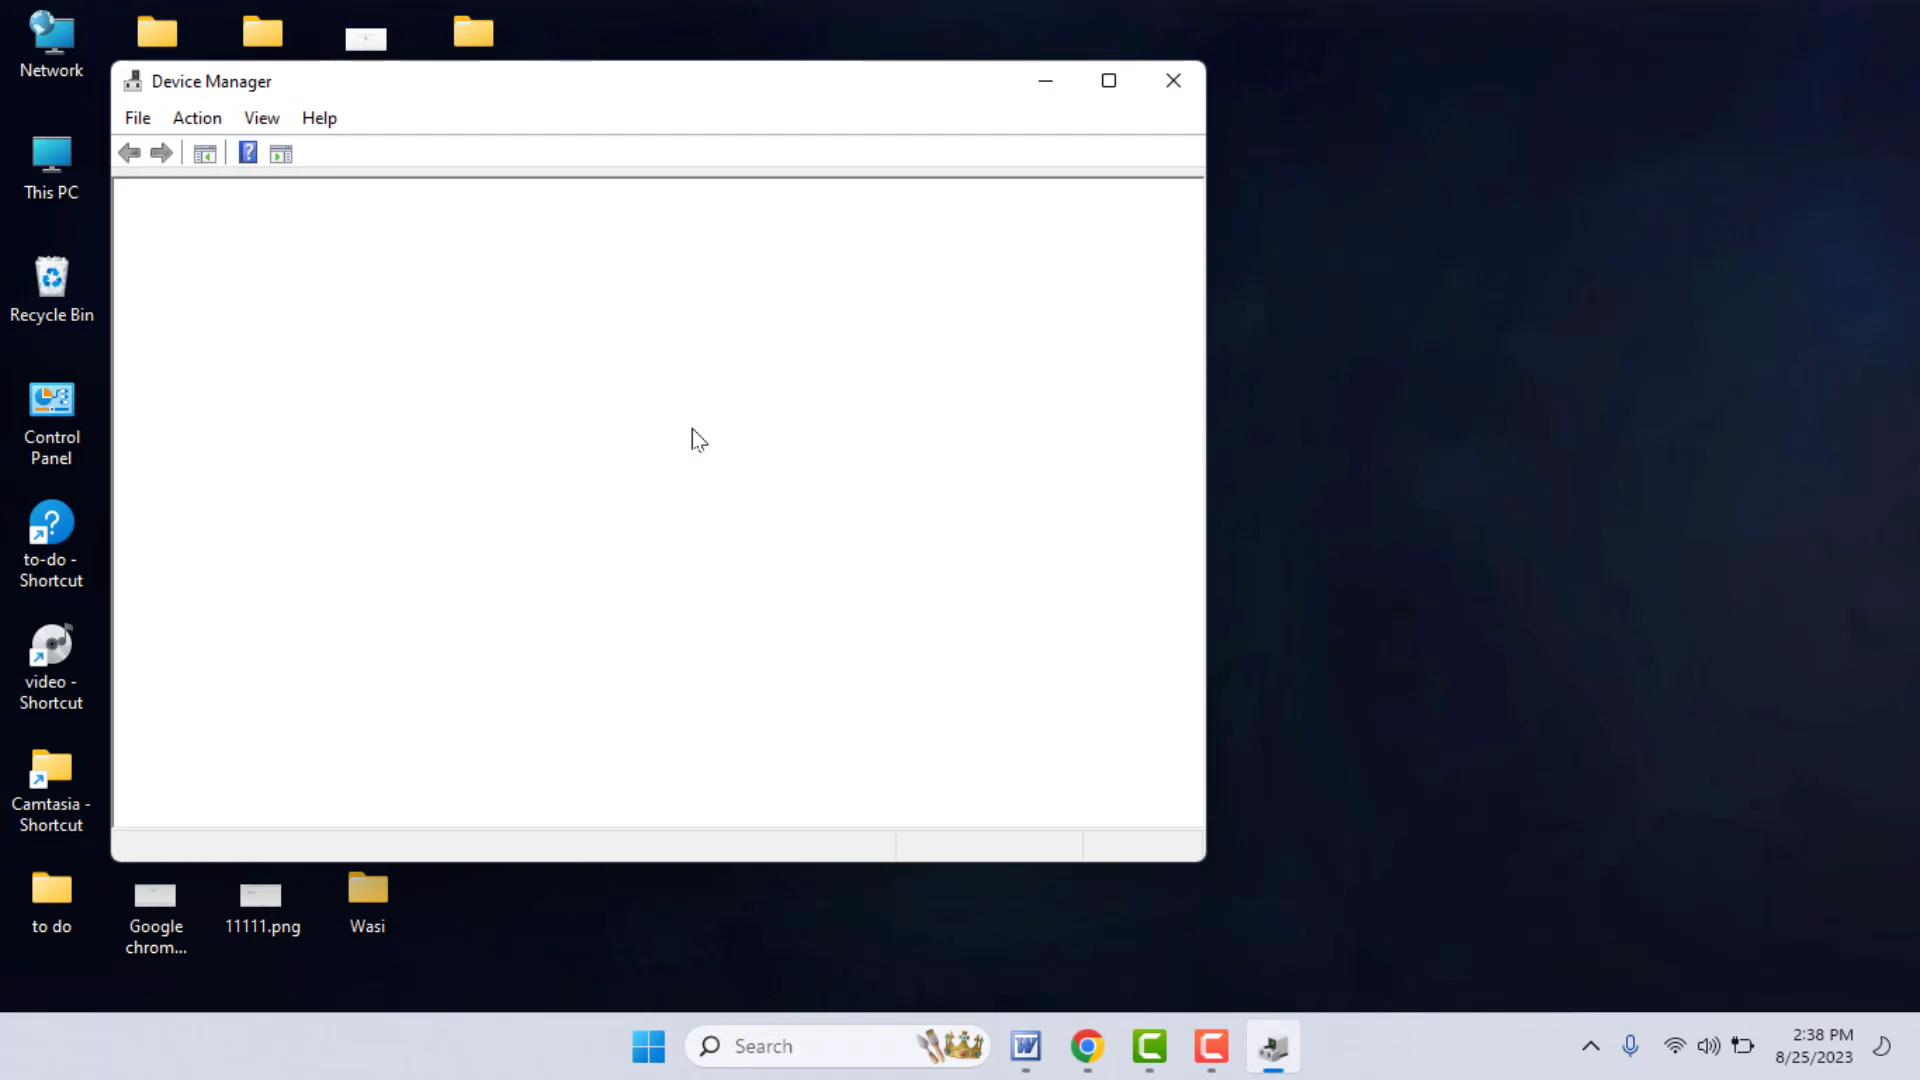 Network
This PC
Recycle Bin
Control
Panel
to-do -
Shortcut
video -
Shortcut
Camtasia -
Shortcut
to do
Google
chrom...
11111.png
Wasi
Device Manager
File Action View Help
Search
2:38 PM
8/25/2023